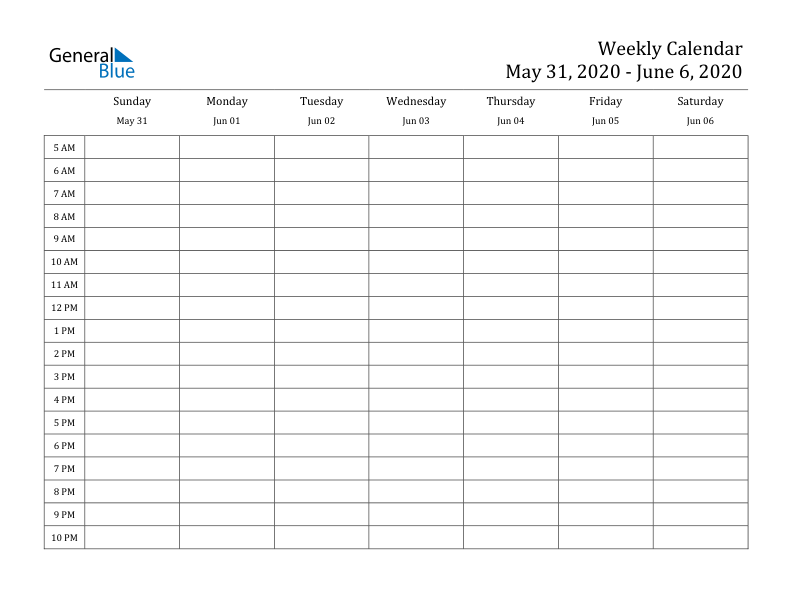 General
Blue
Weekly Calendar
May 31, 2020 - June 6, 2020
Sunday Monday Tuesday Wednesday Thursday Friday Saturday
May 31 Jun 01 Jun 02 Jun 03 Jun 04 Jun 05 Jun 06
5 AM
6 AM
7 AM
8 AM
9 AM
10 AM
11 AM
12 PM
1 PM
2 PM
3 PM
4 PM
5 PM
6 PM
7 PM
8 PM
9 PM
10 PM